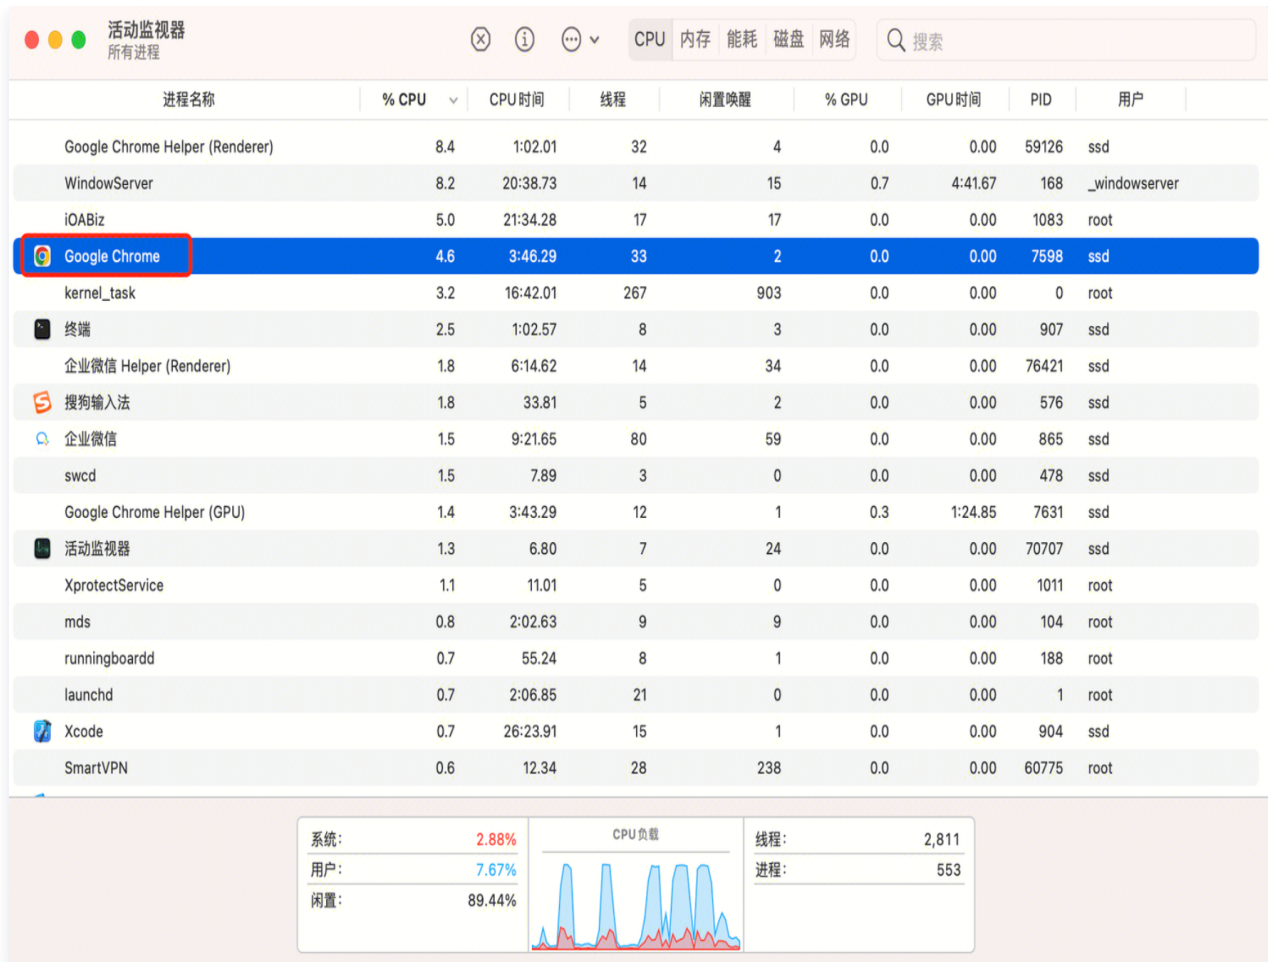 活动监视器
所有进程
CPU 内存 能耗 磁盘 网络 搜索
进程名称 % CPU CPU时间 线程 闲置唤醒 % GPU GPU时间 PID 用户
Google Chrome Helper (Renderer) 8.4 1:02.01 32 4 0.0 0.00 59126 ssd
WindowServer 8.2 20:38.73 14 15 0.7 4:41.67 168 _windowserver
iOABiz 5.0 21:34.28 17 17 0.0 0.00 1083 root
Google Chrome 4.6 3:46.29 33 2 0.0 0.00 7598 ssd
kernel_task 3.2 16:42.01 267 903 0.0 0.00 0 root
终端 2.5 1:02.57 8 3 0.0 0.00 907 ssd
企业微信 Helper (Renderer) 1.8 6:14.62 14 34 0.0 0.00 76421 ssd
搜狗输入法 1.8 33.81 5 2 0.0 0.00 576 ssd
企业微信 1.5 9:21.65 80 59 0.0 0.00 865 ssd
swcd 1.5 7.89 3 0 0.0 0.00 478 ssd
Google Chrome Helper (GPU) 1.4 3:43.29 12 1 0.3 1:24.85 7631 ssd
活动监视器 1.3 6.80 7 24 0.0 0.00 70707 ssd
XprotectService 1.1 11.01 5 0 0.0 0.00 1011 root
mds 0.8 2:02.63 9 9 0.0 0.00 104 root
runningboardd 0.7 55.24 8 1 0.0 0.00 188 root
launchd 0.7 2:06.85 21 0 0.0 0.00 1 root
Xcode 0.7 26:23.91 15 1 0.0 0.00 904 ssd
SmartVPN 0.6 12.34 28 238 0.0 0.00 60775 root
系统: 2.88%
用户: 7.67%
闲置: 89.44%
CPU负载
线程: 2,811
进程: 553